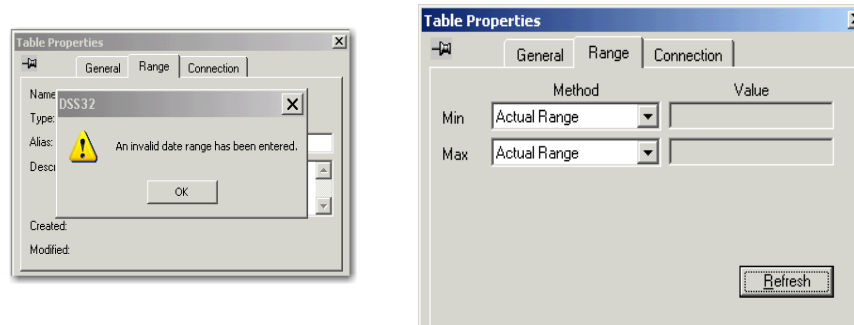 Table Properties
General Range Connection
Name
DSS32
Type:
An invalid date range has been entered.
Alias:
Descr
OK
Created:
Modified:
Table Properties
General Range Connection
Method Value
Min Actual Range
Max Actual Range
Refresh